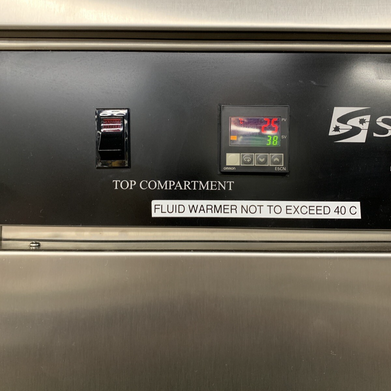 25
38
TOP COMPARTMENT
FLUID WARMER NOT TO EXCEED 40 C